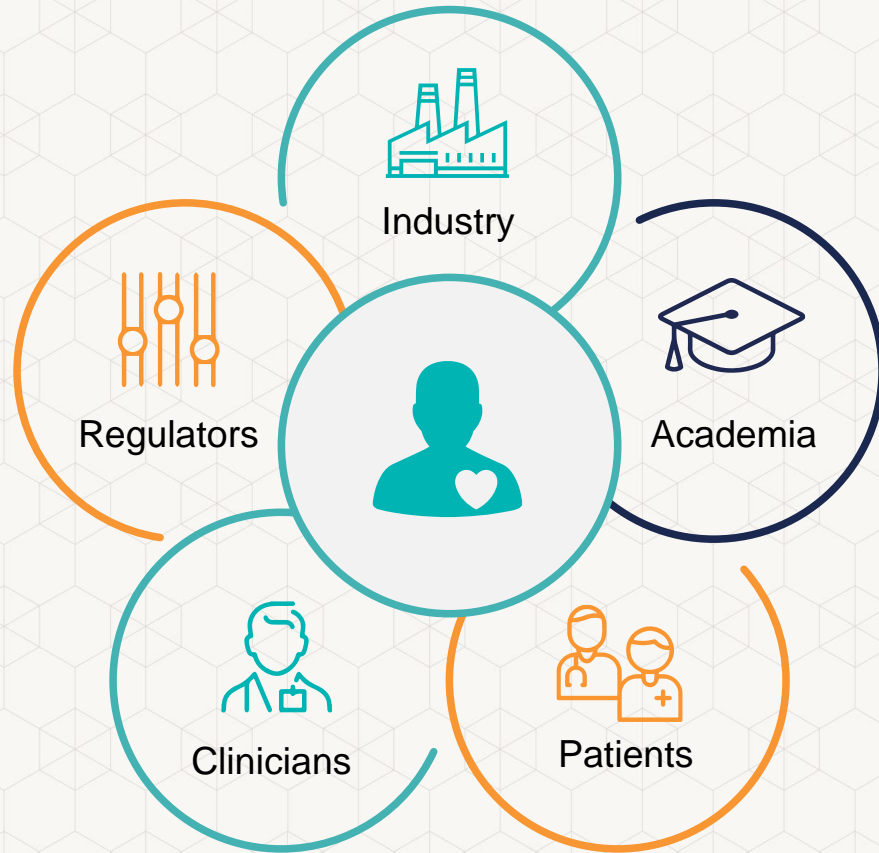 Industry
Regulators
Academia
Clinicians
Patients